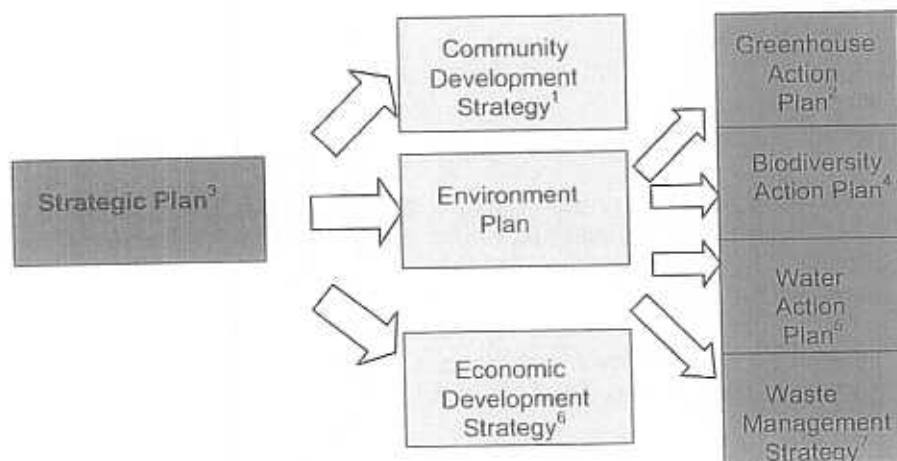 Strategic Plan³
Community
Development
Strategy¹
Environment
Plan
Economic
Development
Strategy⁶
Greenhouse
Action
Plan²
Biodiversity
Action Plan⁴
Water
Action
Plan⁵
Waste
Management
Strategy⁷